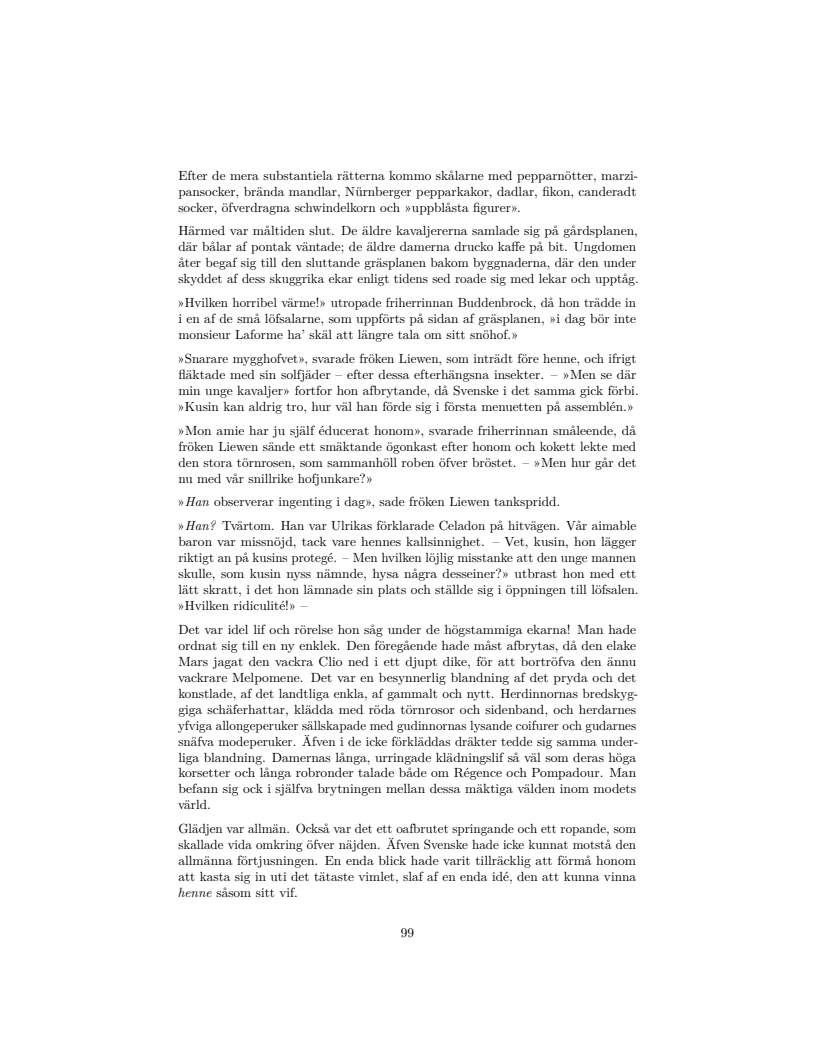 Efter de mera substantiela rätterna kommo skålarne med pepparnötter, marzi-
pansocker, brända mandlar, Nürnberger pepparkakor, dadlar, fikon, canderadt
socker, öfverdragna schwindelkorn och »uppblåsta figurer».
Härmed var måltiden slut. De äldre kavaljererna samlade sig på gårdsplanen,
där bålar af pontak väntade; de äldre damerna drucko kaffe på bit. Ungdomen
åter begaf sig till den sluttande gräsplanen bakom byggnaderna, där den under
skyddet af dess skuggrika ekar enligt tidens sed roade sig med lekar och upptåg.
»Hvilken horribel värme!» utropade friherrinnan Buddenbrock, då hon trädde in
i en af de små löfsalarne, som uppförts på sidan af gräsplanen, »i dag bör inte
monsieur Laforme ha' skäl att längre tala om sitt snöhof.»
»Snarare mygghofvet», svarade fröken Liewen, som inträdt före henne, och ifrigt
fläktade med sin solfjäder – efter dessa efterhängsna insekter. – »Men se där
min unge kavaljer» fortfor hon afbrytande, då Svenske i det samma gick förbi.
»Kusin kan aldrig tro, hur väl han förde sig i första menuetten på assemblén.»
»Mon amie har ju själf éducerat honom», svarade friherrinnan småleende, då
fröken Liewen sände ett smäktande ögonkast efter honom och kokett lekte med
den stora törnrosen, som sammanhöll roben öfver bröstet. – »Men hur går det
nu med vår snillrike hofjunkare?»
»Han observerar ingenting i dag», sade fröken Liewen tankspridd.
»Han? Tvärtom. Han var Ulrikas förklarade Celadon på hitvägen. Vår aimable
baron var missnöjd, tack vare hennes kallsinnighet. – Vet, kusin, hon lägger
riktigt an på kusins protegé. – Men hvilken löjlig misstanke att den unge mannen
skulle, som kusin nyss nämnde, hysa några desseiner?» utbrast hon med ett
lätt skratt, i det hon lämnade sin plats och ställde sig i öppningen till löfsalen.
»Hvilken ridiculité!» –
Det var idel lif och rörelse hon såg under de högstammiga ekarna! Man hade
ordnat sig till en ny enklek. Den föregående hade måst afbrytas, då den elake
Mars jagat den vackra Clio ned i ett djupt dike, för att bortröfva den ännu
vackrare Melpomene. Det var en besynnerlig blandning af det pryda och det
konstlade, af det landtliga enkla, af gammalt och nytt. Herdinnornas bredskyg-
giga schäferhattar, klädda med röda törnrosor och sidenband, och herdarnes
yfviga allongeperuker sällskapade med gudinnornas lysande coifurer och gudarnes
snäfva modeperuker. Äfven i de icke förkläddas dräkter tedde sig samma under-
liga blandning. Damernas långa, urringade klädningslif så väl som deras höga
korsetter och långa robronder talade både om Régence och Pompadour. Man
befann sig ock i själfva brytningen mellan dessa mäktiga välden inom modets
värld.
Glädjen var allmän. Också var det ett oafbrutet springande och ett ropande, som
skallade vida omkring öfver näjden. Äfven Svenske hade icke kunnat motstå den
allmänna förtjusningen. En enda blick hade varit tillräcklig att förmå honom
att kasta sig in uti det tätaste vimlet, slaf af en enda idé, den att kunna vinna
henne såsom sitt vif.
99